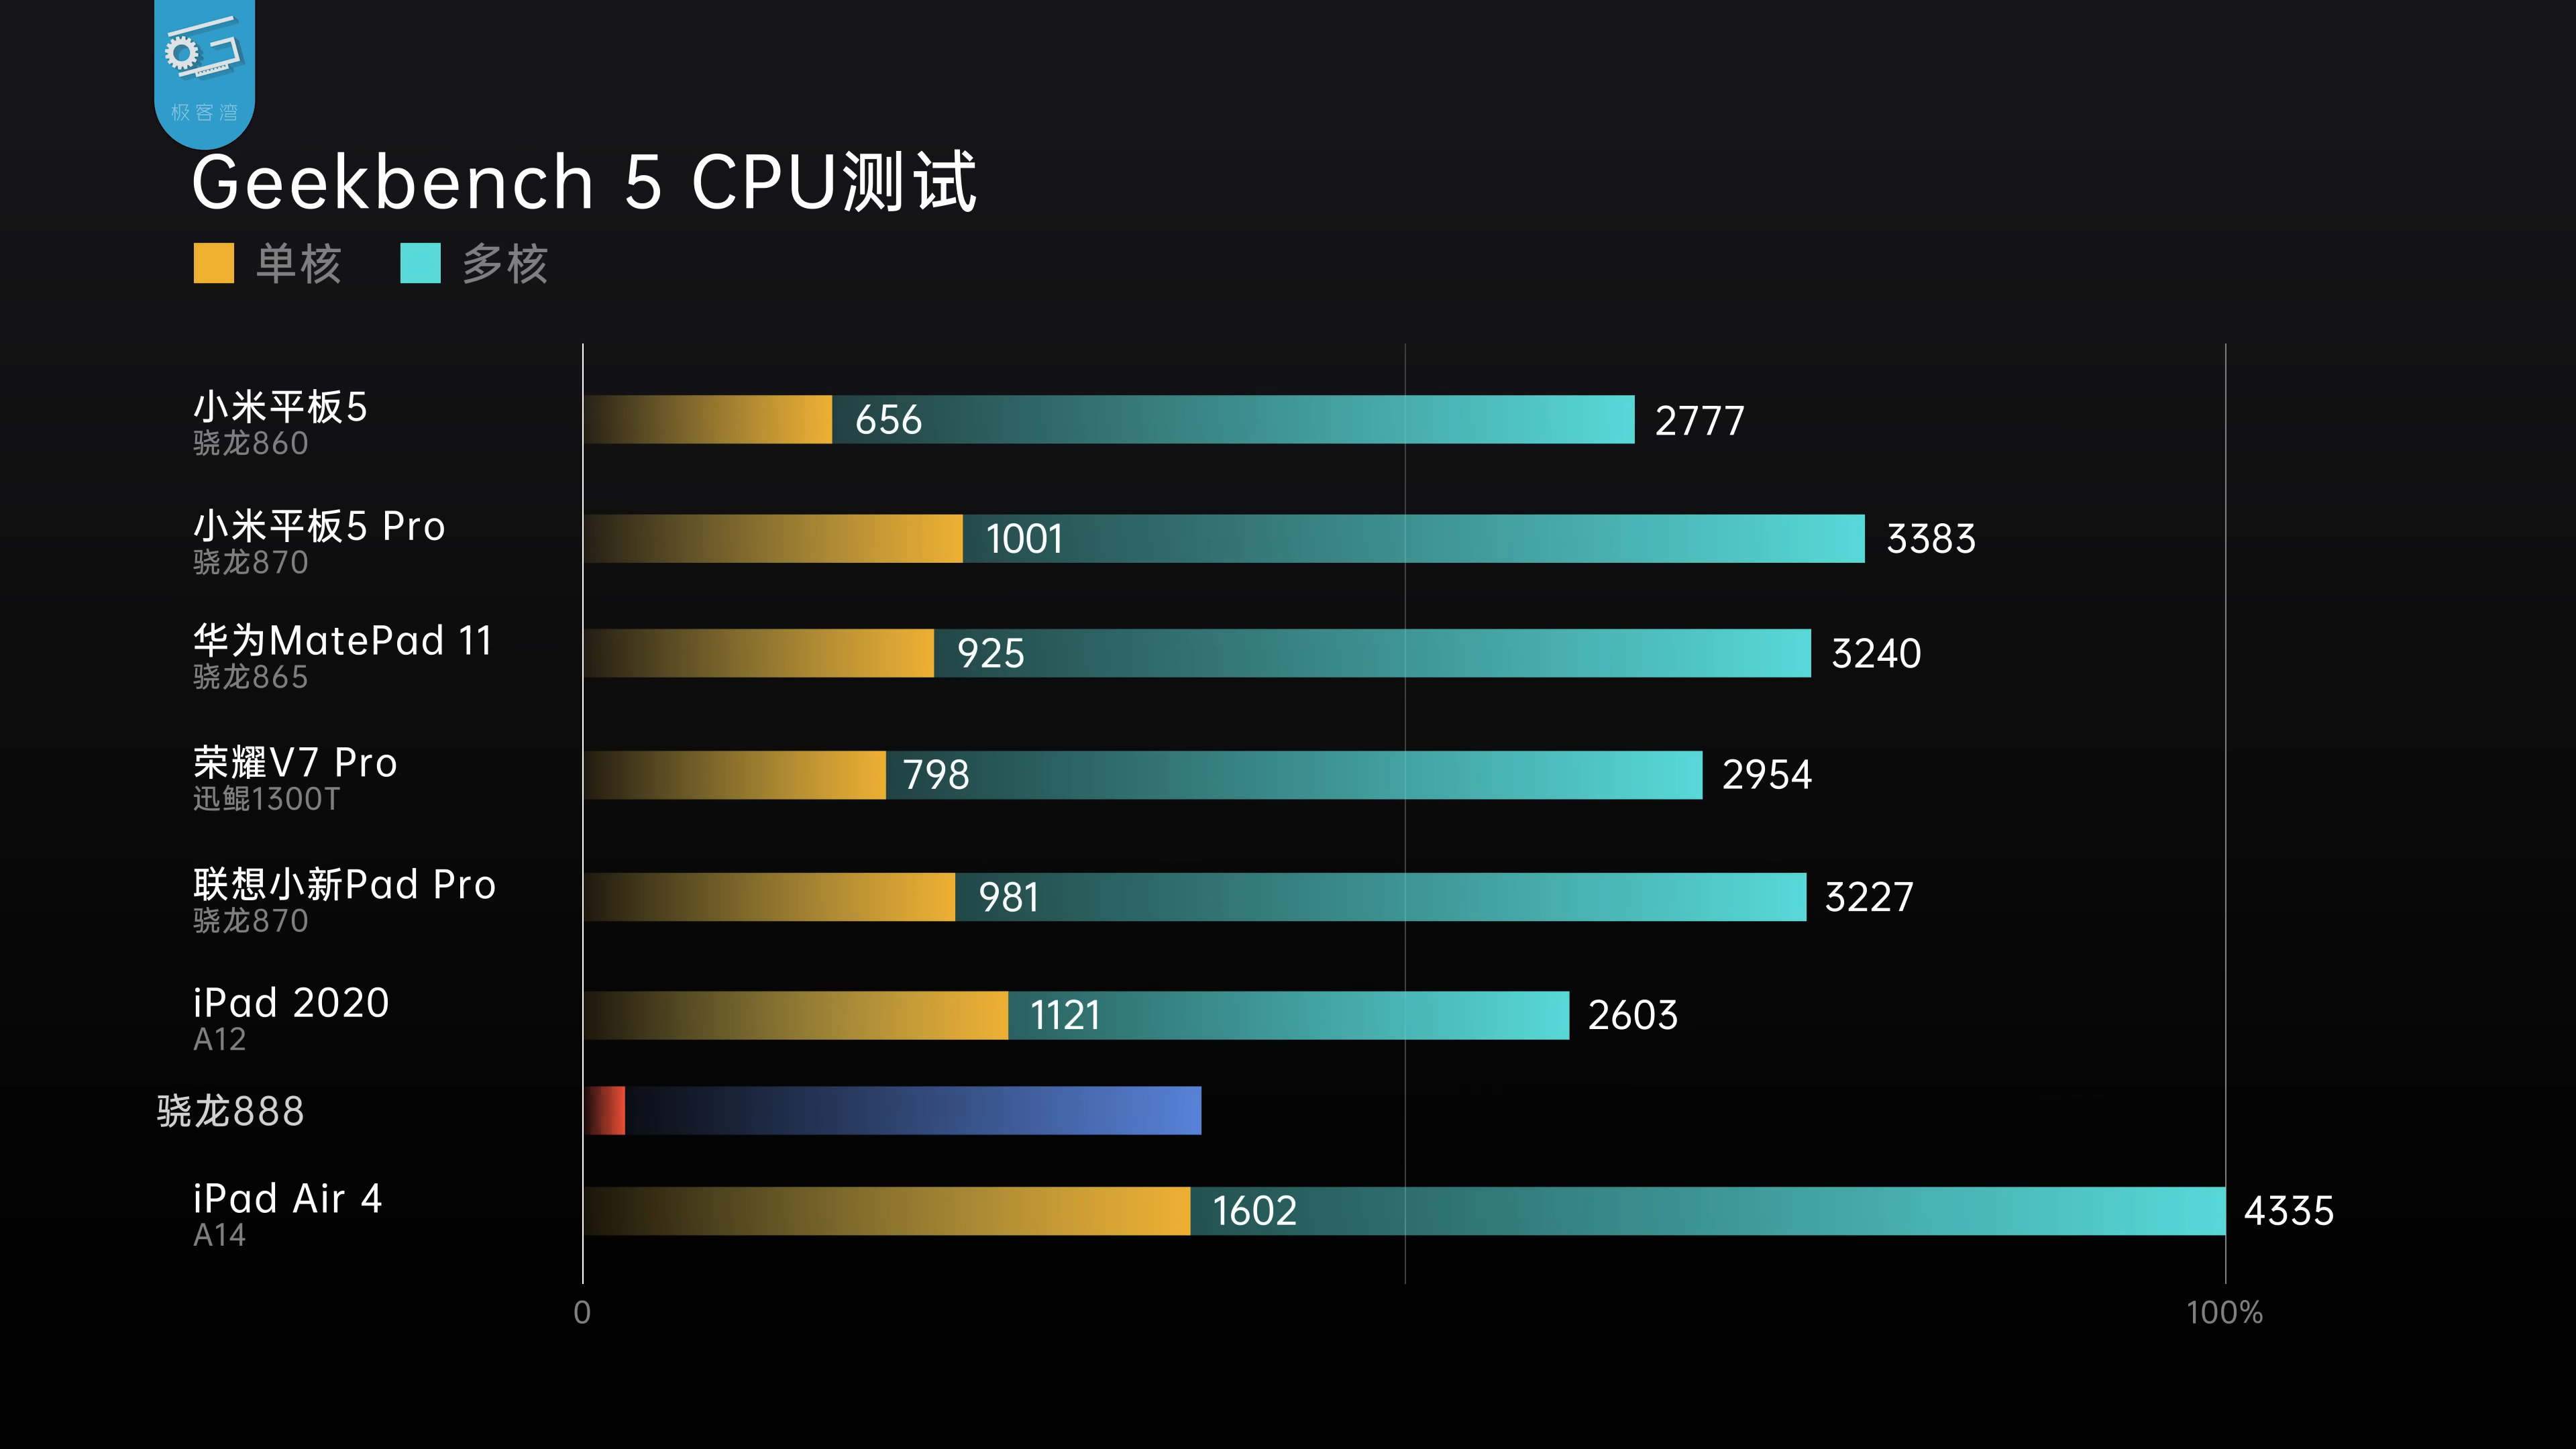 极客湾
Geekbench 5 CPU测试
单核 多核
小米平板5
骁龙860
656 2777
小米平板5 Pro
骁龙870
1001 3383
华为MatePad 11
骁龙865
925 3240
荣耀V7 Pro
迅鲲1300T
798 2954
联想小新Pad Pro
骁龙870
981 3227
iPad 2020
A12
1121 2603
骁龙888
iPad Air 4
A14
1602 4335
0 100%